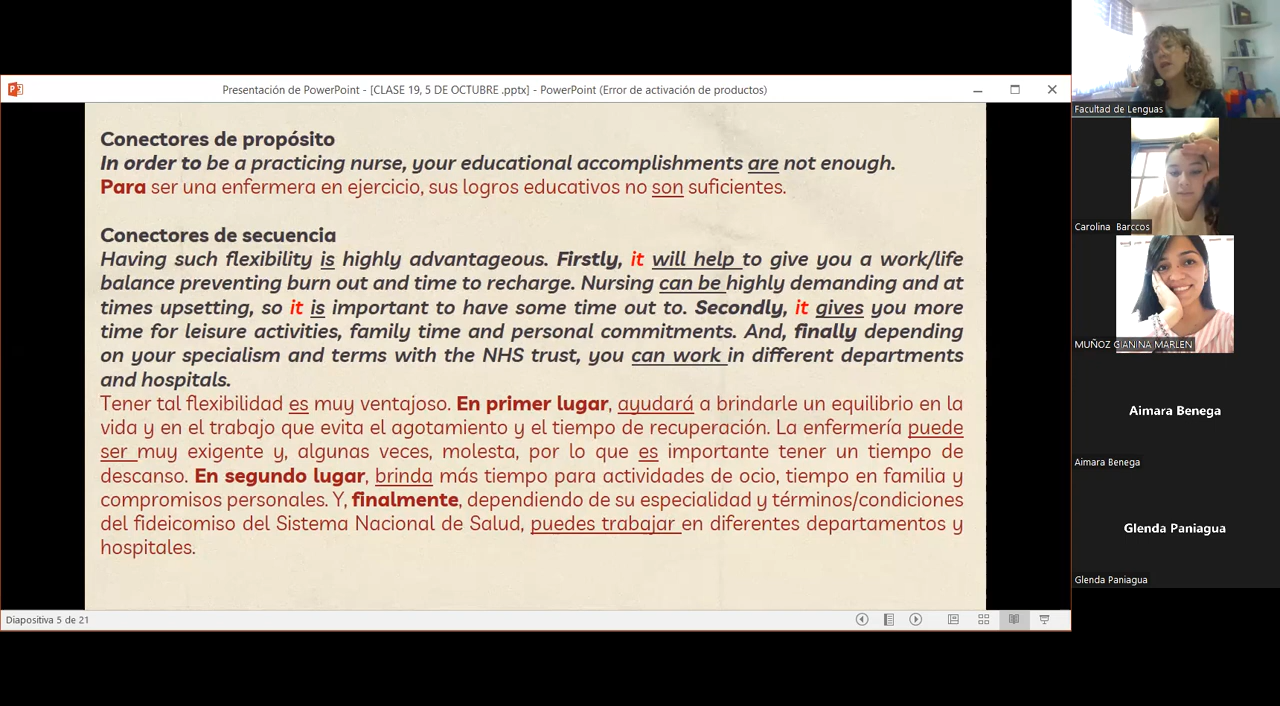 Presentación de PowerPoint - [CLASE 19, 5 DE OCTUBRE .pptx] - PowerPoint (Error de activación de productos)
Conectores de propósito
In order to be a practicing nurse, your educational accomplishments are not enough.
Para ser una enfermera en ejercicio, sus logros educativos no son suficientes.
Conectores de secuencia
Having such flexibility is highly advantageous. Firstly, it will help to give you a work/life
balance preventing burn out and time to recharge. Nursing can be highly demanding and at
times upsetting, so it is important to have some time out to. Secondly, it gives you more
time for leisure activities, family time and personal commitments. And, finally depending
on your specialism and terms with the NHS trust, you can work in different departments
and hospitals.
Tener tal flexibilidad es muy ventajoso. En primer lugar, ayudará a brindarle un equilibrio en la
vida y en el trabajo que evita el agotamiento y el tiempo de recuperación. La enfermería puede
ser muy exigente y, algunas veces, molesta, por lo que es importante tener un tiempo de
descanso. En segundo lugar, brinda más tiempo para actividades de ocio, tiempo en familia y
compromisos personales. Y, finalmente, dependiendo de su especialidad y términos/condiciones
del fideicomiso del Sistema Nacional de Salud, puedes trabajar en diferentes departamentos y
hospitales.
Diapositiva 5 de 21
Facultad de Lenguas
Carolina Barccos
MUÑOZ GIANINA MARLEN
Aimara Benega
Aimara Benega
Glenda Paniagua
Glenda Paniagua